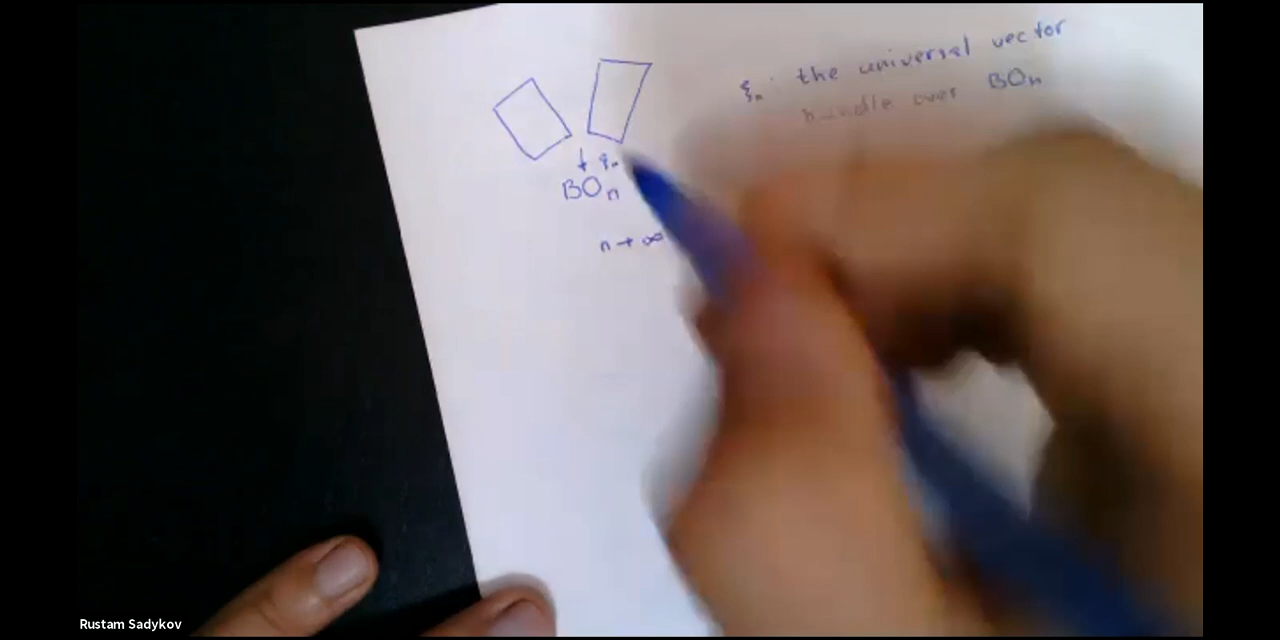 ξₙ : the universal vector
bundle over BOₙ
↓ ξₙ
BOₙ
n → ∞
Rustam Sadykov